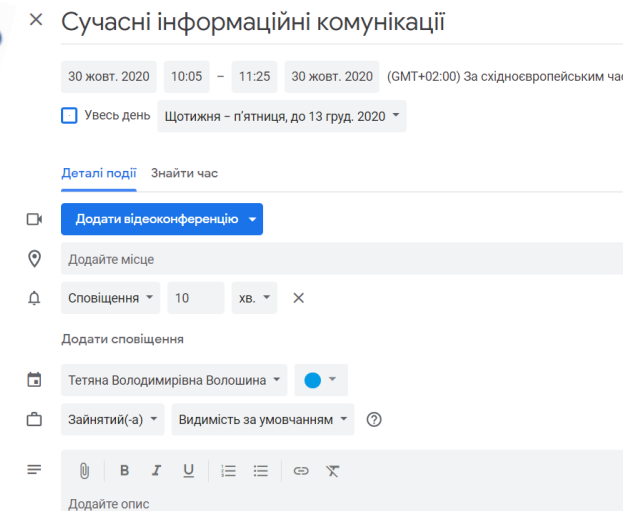 Сучасні інформаційні комунікації
30 жовт. 2020 10:05 – 11:25 30 жовт. 2020 (GMT+02:00) За східноєвропейським
Увесь день Щотижня – п'ятниця, до 13 груд. 2020
Деталі події Знайти час
Додати відеоконференцію
Додайте місце
Сповіщення 10 хв.
Додати сповіщення
Тетяна Володимирівна Волошина
Зайнятий(-а) Видимість за умовчанням
B I U
Додайте опис